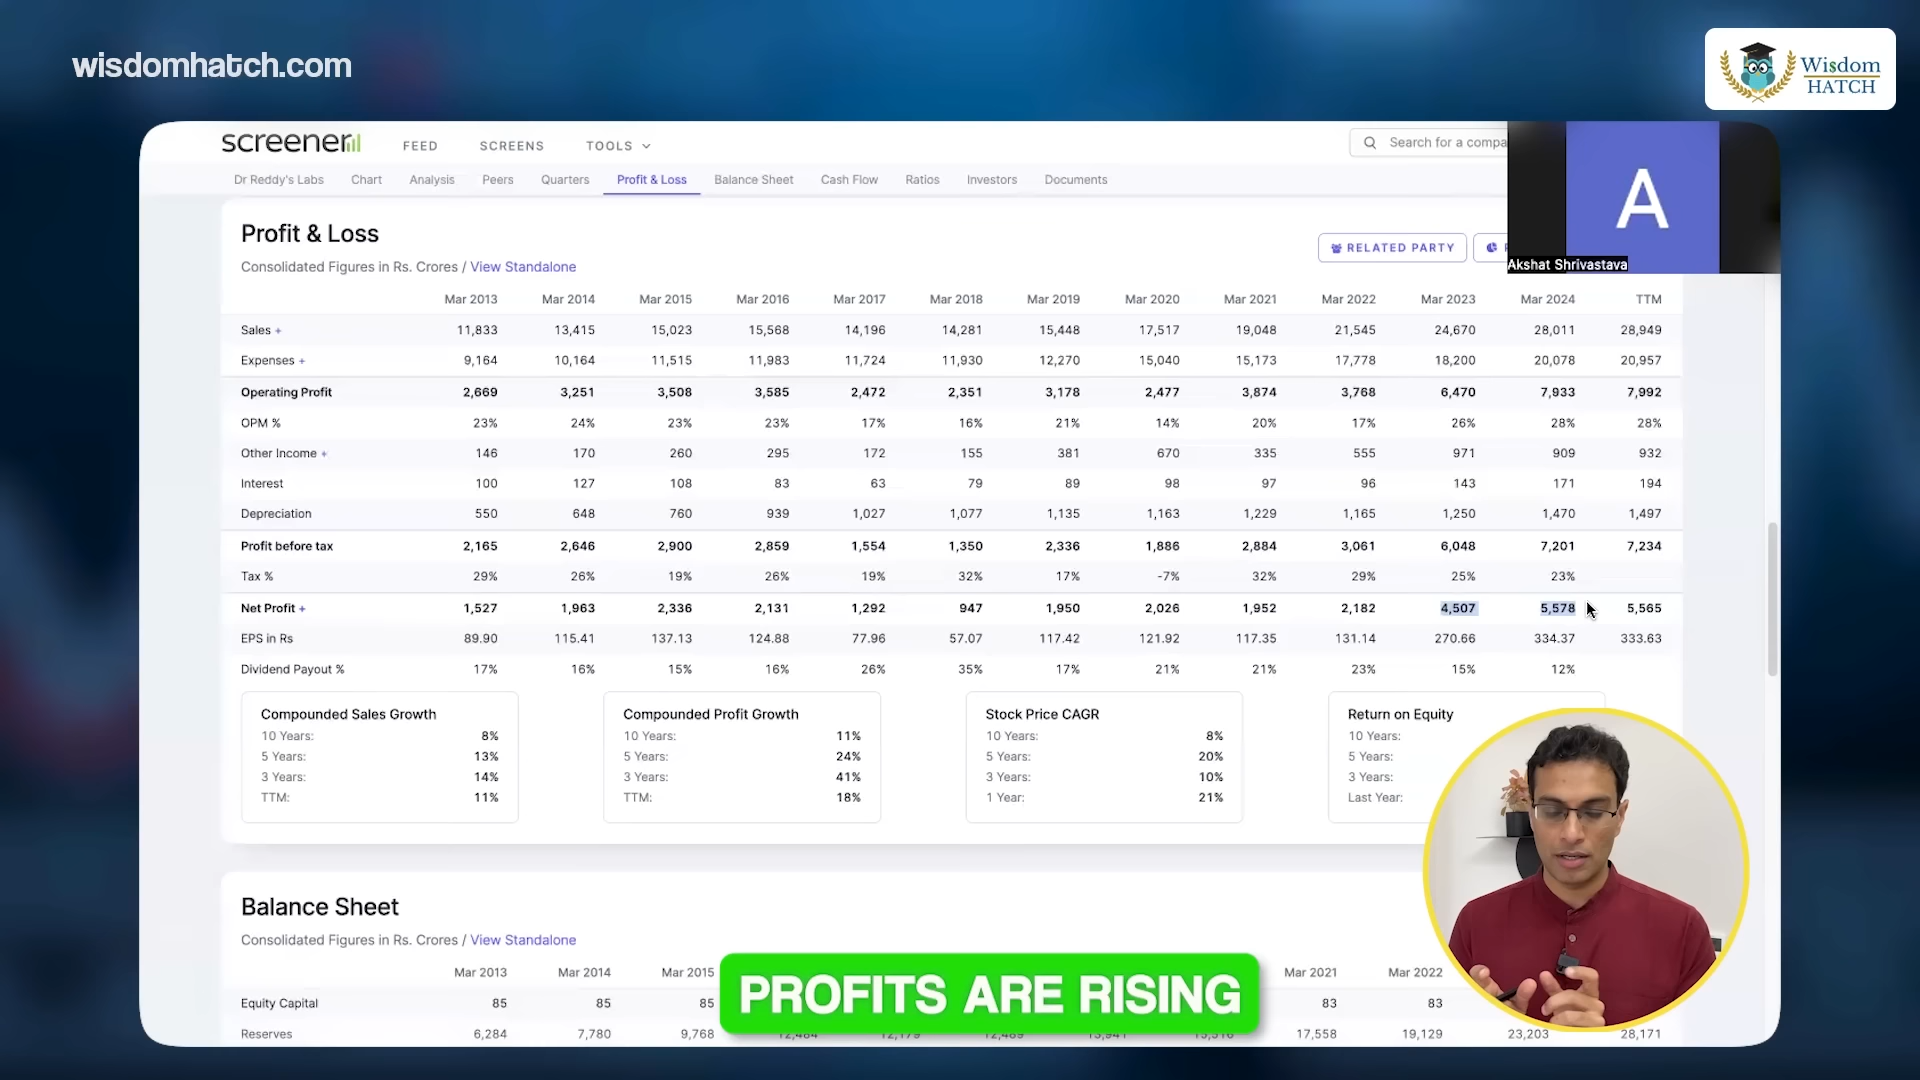 wisdomhatch.com
Wisdom
HATCH
screener
FEED SCREENS TOOLS
Search for a compa
Dr Reddy's Labs Chart Analysis Peers Quarters Profit & Loss Balance Sheet Cash Flow Ratios Investors Documents
A
Akshat Shrivastava
Profit & Loss
RELATED PARTY
Consolidated Figures in Rs. Crores / View Standalone
Mar 2013 Mar 2014 Mar 2015 Mar 2016 Mar 2017 Mar 2018 Mar 2019 Mar 2020 Mar 2021 Mar 2022 Mar 2023 Mar 2024 TTM
Sales + 11,833 13,415 15,023 15,568 14,196 14,281 15,448 17,517 19,048 21,545 24,670 28,011 28,949
Expenses + 9,164 10,164 11,515 11,983 11,724 11,930 12,270 15,040 15,173 17,778 18,200 20,078 20,957
Operating Profit 2,669 3,251 3,508 3,585 2,472 2,351 3,178 2,477 3,874 3,768 6,470 7,933 7,992
OPM % 23% 24% 23% 23% 17% 16% 21% 14% 20% 17% 26% 28% 28%
Other Income + 146 170 260 295 172 155 381 670 335 555 971 909 932
Interest 100 127 108 83 63 79 89 98 97 96 143 171 194
Depreciation 550 648 760 939 1,027 1,077 1,135 1,163 1,229 1,165 1,250 1,470 1,497
Profit before tax 2,165 2,646 2,900 2,859 1,554 1,350 2,336 1,886 2,884 3,061 6,048 7,201 7,234
Tax % 29% 26% 19% 26% 19% 32% 17% -7% 32% 29% 25% 23%
Net Profit + 1,527 1,963 2,336 2,131 1,292 947 1,950 2,026 1,952 2,182 4,507 5,578 5,565
EPS in Rs 89.90 115.41 137.13 124.88 77.96 57.07 117.42 121.92 117.35 131.14 270.66 334.37 333.63
Dividend Payout % 17% 16% 15% 16% 26% 35% 17% 21% 21% 23% 15% 12%
Compounded Sales Growth
10 Years: 8%
5 Years: 13%
3 Years: 14%
TTM: 11%
Compounded Profit Growth
10 Years: 11%
5 Years: 24%
3 Years: 41%
TTM: 18%
Stock Price CAGR
10 Years: 8%
5 Years: 20%
3 Years: 10%
1 Year: 21%
Return on Equity
10 Years:
5 Years:
3 Years:
Last Year:
Balance Sheet
Consolidated Figures in Rs. Crores / View Standalone
Mar 2013 Mar 2014 Mar 2015 Mar 2021 Mar 2022
Equity Capital 85 85 85 83 83
Reserves 6,284 7,780 9,768 17,558 19,129 23,203 28,171
PROFITS ARE RISING